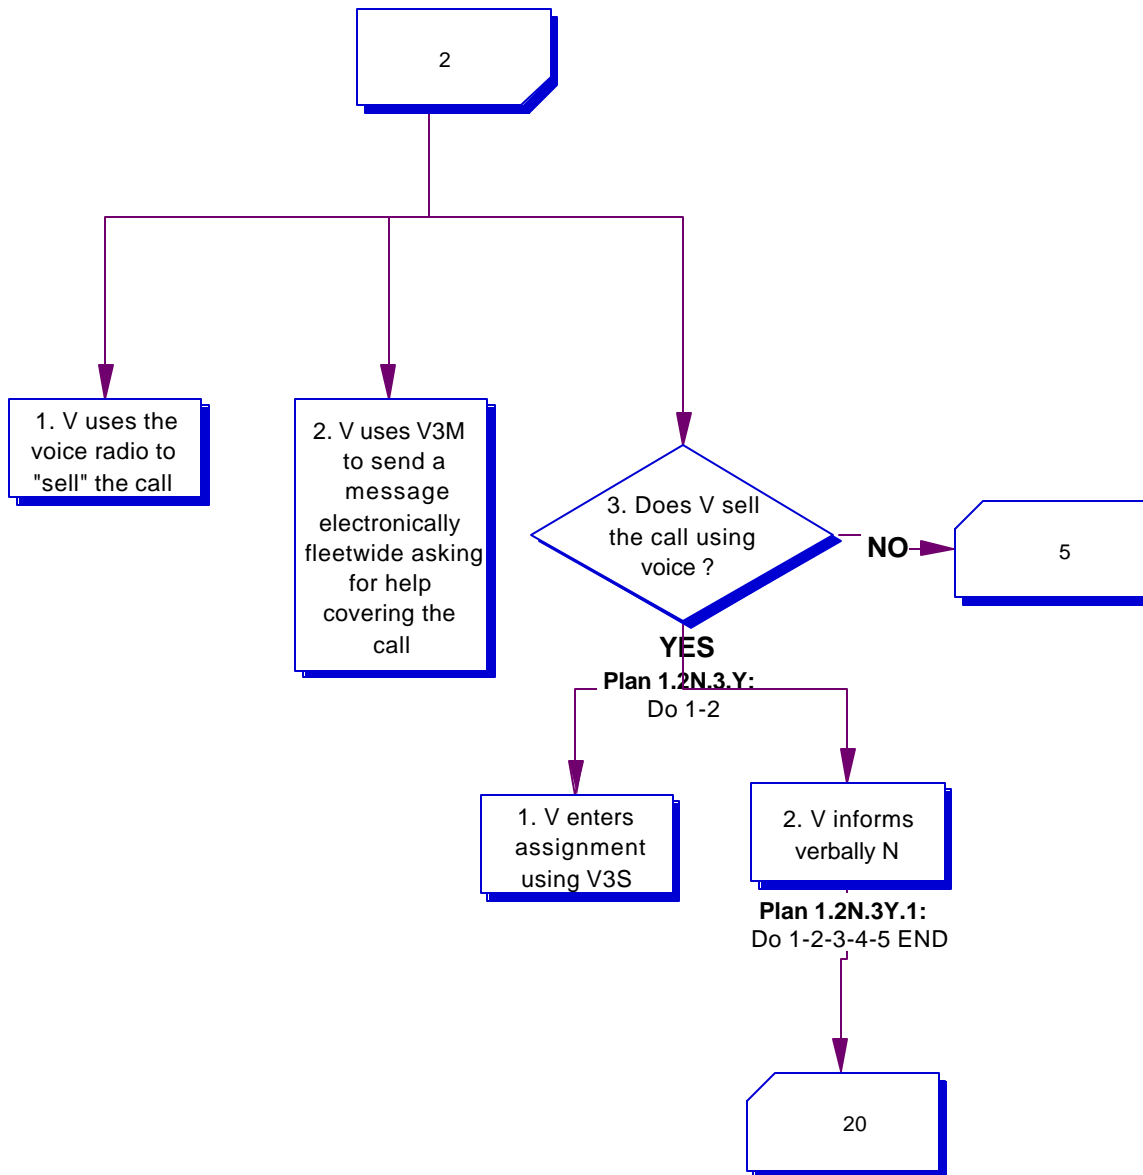 2
1. V uses the
voice radio to
"sell" the call
2. V uses V3M
to send a
message
electronically
fleetwide asking
for help
covering the
call
3. Does V sell
the call using
voice ?
NO
5
YES
Plan 1.2N.3.Y:
Do 1-2
1. V enters
assignment
using V3S
2. V informs
verbally N
Plan 1.2N.3Y.1:
Do 1-2-3-4-5 END
20